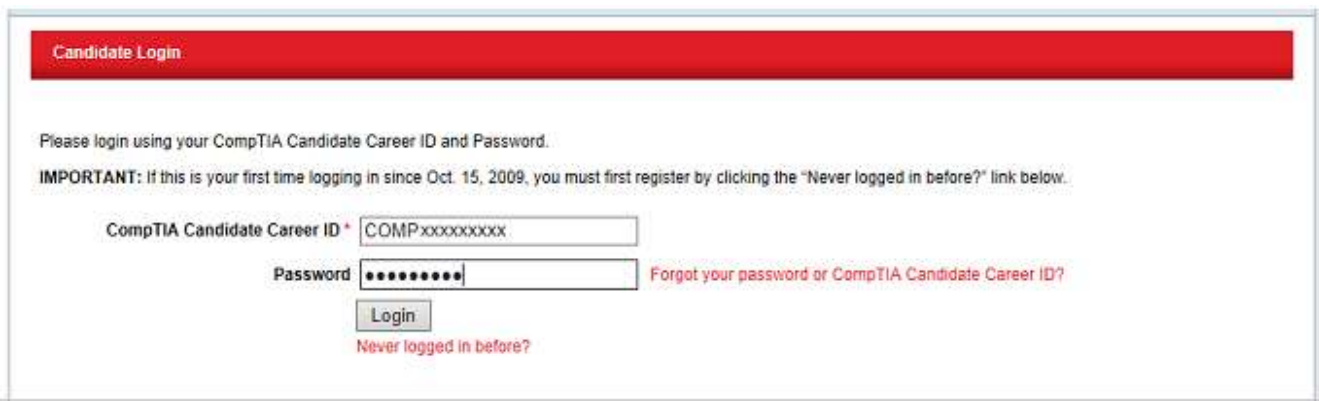 Candidate Login
Please login using your CompTIA Candidate Career ID and Password.
IMPORTANT: If this is your first time logging in since Oct. 15, 2009, you must first register by clicking the “Never logged in before?” link below.
CompTIA Candidate Career ID * COMPxxxxxxxxx
Password ●●●●●●●●● Forgot your password or CompTIA Candidate Career ID?
Login
Never logged in before?